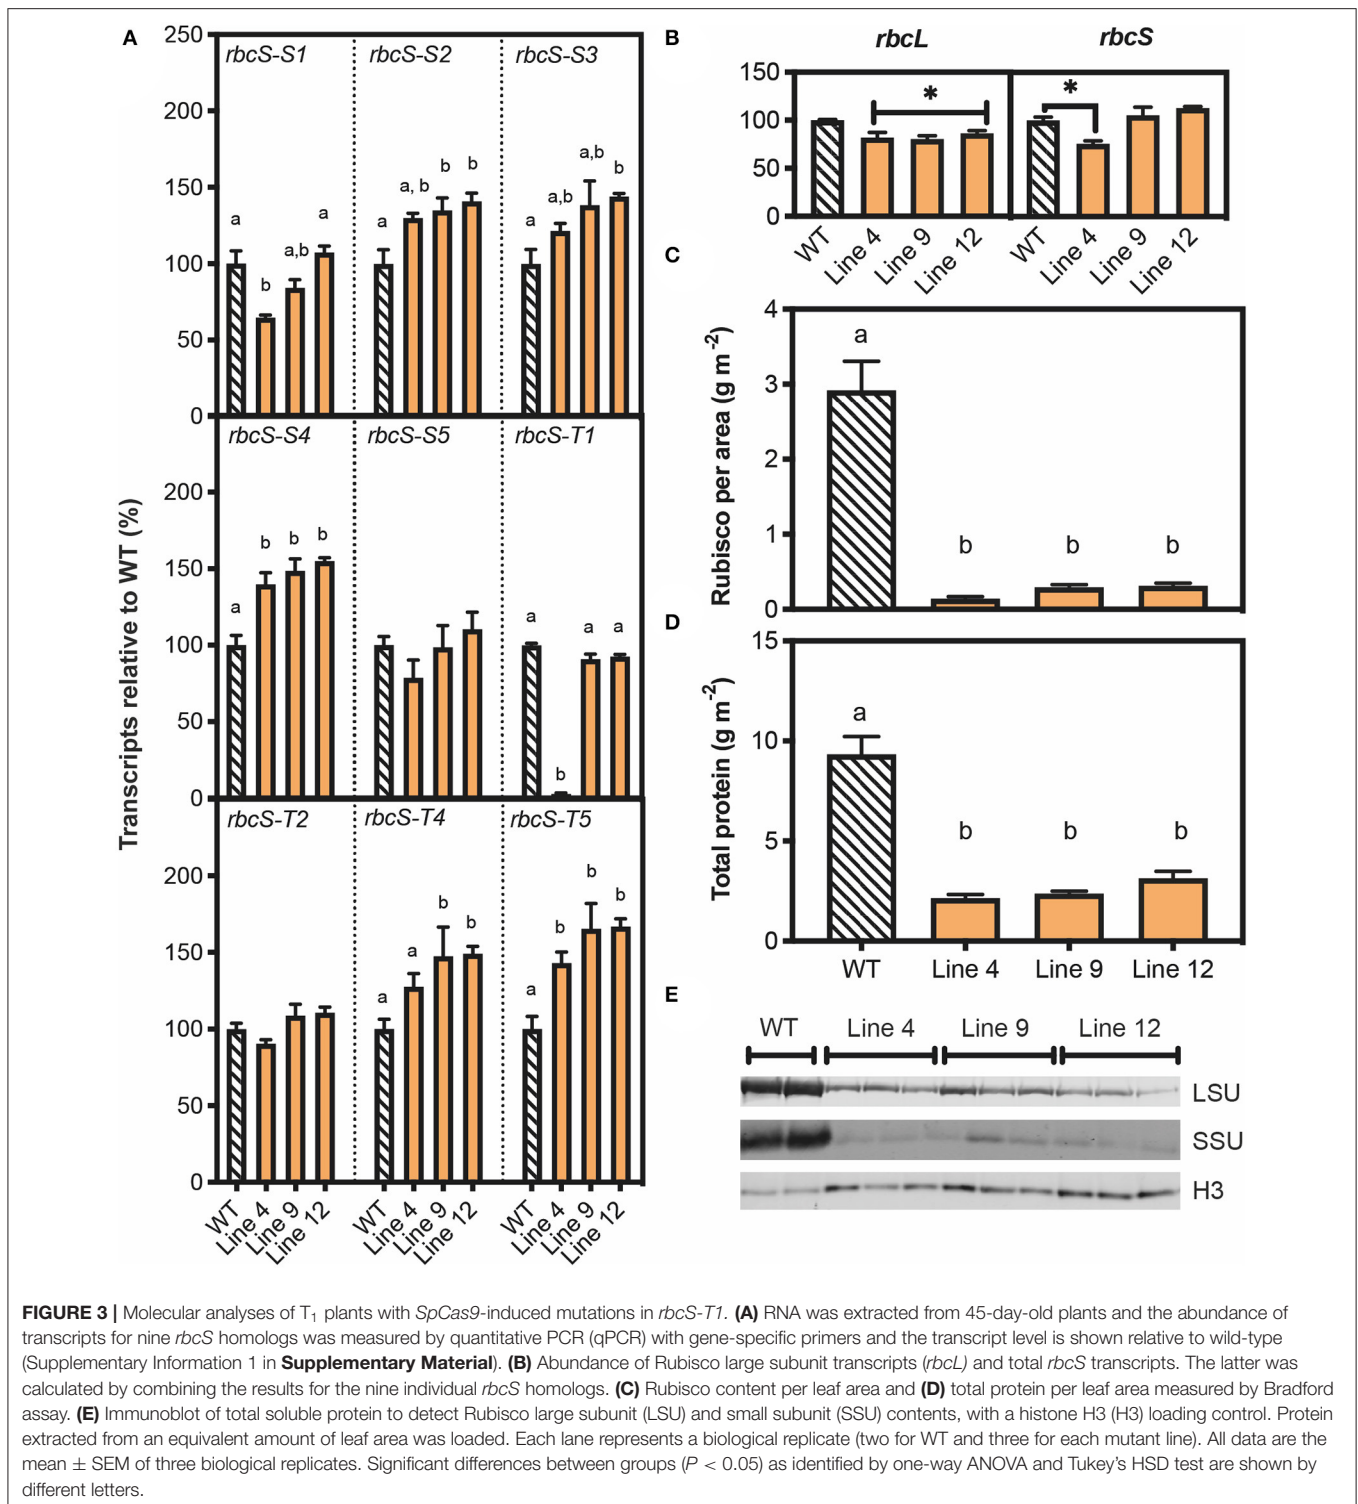 A
250
200
150
100
50
0
rbcS-S1
rbcS-S2
rbcS-S3
a
b
a,b
a
a
a, b
b
b
a
a,b
a,b
b
200
150
100
50
0
rbcS-S4
rbcS-S5
rbcS-T1
a
b
b
b
a
b
a
a
200
150
100
50
0
rbcS-T2
rbcS-T4
rbcS-T5
a
a
b
b
a
b
b
b
Transcripts relative to WT (%)
WT
Line 4
Line 9
Line 12
WT
Line 4
Line 9
Line 12
WT
Line 4
Line 9
Line 12
B
rbcL
rbcS
150
100
50
0
*
*
WT
Line 4
Line 9
Line 12
WT
Line 4
Line 9
Line 12
C
Rubisco per area (g m-2)
4
3
2
1
0
a
b
b
b
D
Total protein (g m-2)
15
10
5
0
a
b
b
b
WT
Line 4
Line 9
Line 12
E
WT
Line 4
Line 9
Line 12
LSU
SSU
H3
FIGURE 3 | Molecular analyses of T1 plants with SpCas9-induced mutations in rbcS-T1. (A) RNA was extracted from 45-day-old plants and the abundance of
transcripts for nine rbcS homologs was measured by quantitative PCR (qPCR) with gene-specific primers and the transcript level is shown relative to wild-type
(Supplementary Information 1 in Supplementary Material). (B) Abundance of Rubisco large subunit transcripts (rbcL) and total rbcS transcripts. The latter was
calculated by combining the results for the nine individual rbcS homologs. (C) Rubisco content per leaf area and (D) total protein per leaf area measured by Bradford
assay. (E) Immunoblot of total soluble protein to detect Rubisco large subunit (LSU) and small subunit (SSU) contents, with a histone H3 (H3) loading control. Protein
extracted from an equivalent amount of leaf area was loaded. Each lane represents a biological replicate (two for WT and three for each mutant line). All data are the
mean ± SEM of three biological replicates. Significant differences between groups (P < 0.05) as identified by one-way ANOVA and Tukey's HSD test are shown by
different letters.